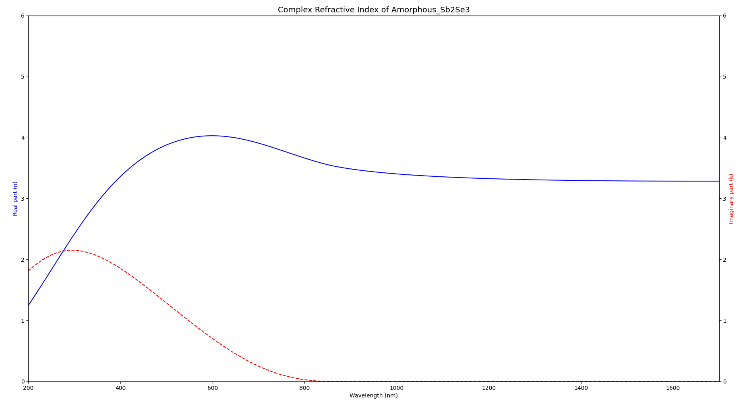 Complex Refractive Index of Amorphous_Sb2Se3
6
5
4
3
2
1
0
Real part (n)
6
5
4
3
2
1
0
Imaginary part (k)
200 400 600 800 1000 1200 1400 1600
Wavelength (nm)